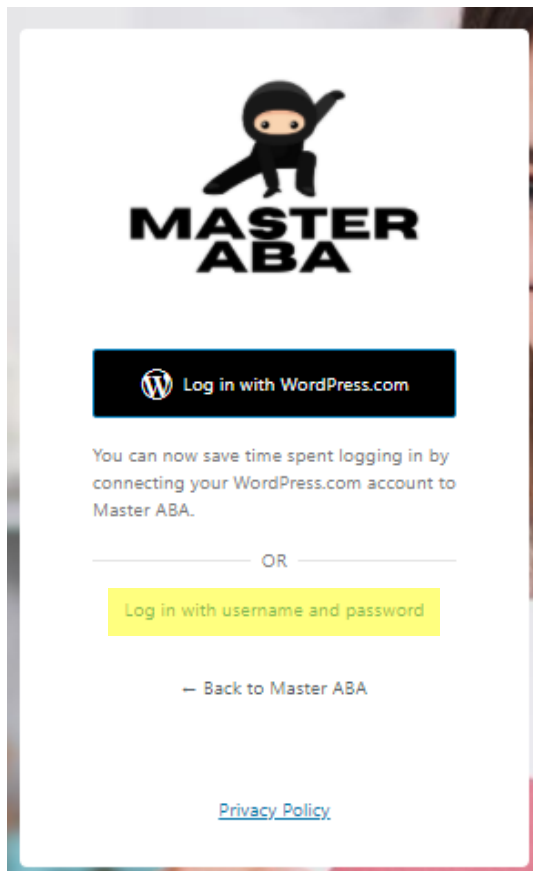 MASTER
ABA
Log in with WordPress.com
You can now save time spent logging in by
connecting your WordPress.com account to
Master ABA.
OR
Log in with username and password
← Back to Master ABA
Privacy Policy